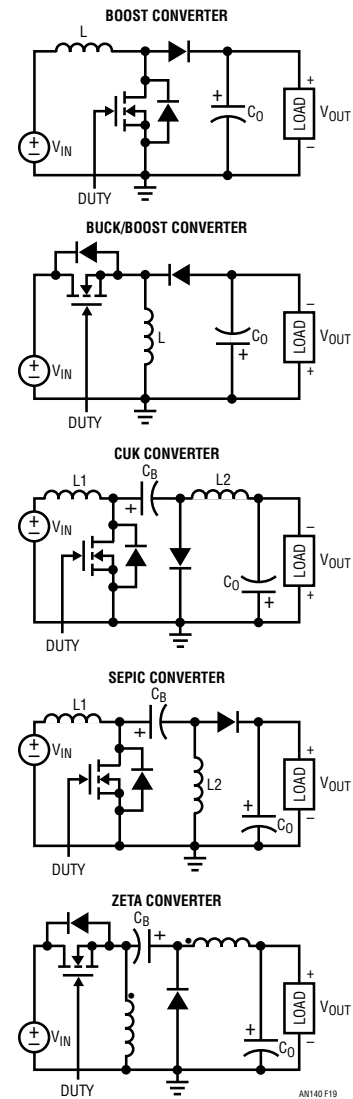 BOOST CONVERTER
L
+
CO
+
LOAD
VOUT
–
+
–
VIN
DUTY
BUCK/BOOST CONVERTER
–
LOAD
VOUT
+
+
–
VIN
L
CO
+
DUTY
CUK CONVERTER
L1
CB
L2
+
–
LOAD
VOUT
+
+
–
VIN
CO
+
DUTY
SEPIC CONVERTER
L1
CB
+
+
–
VIN
L2
+
CO
+
LOAD
VOUT
–
DUTY
ZETA CONVERTER
CB
+
+
–
VIN
+
CO
+
LOAD
VOUT
–
DUTY
AN140 F19